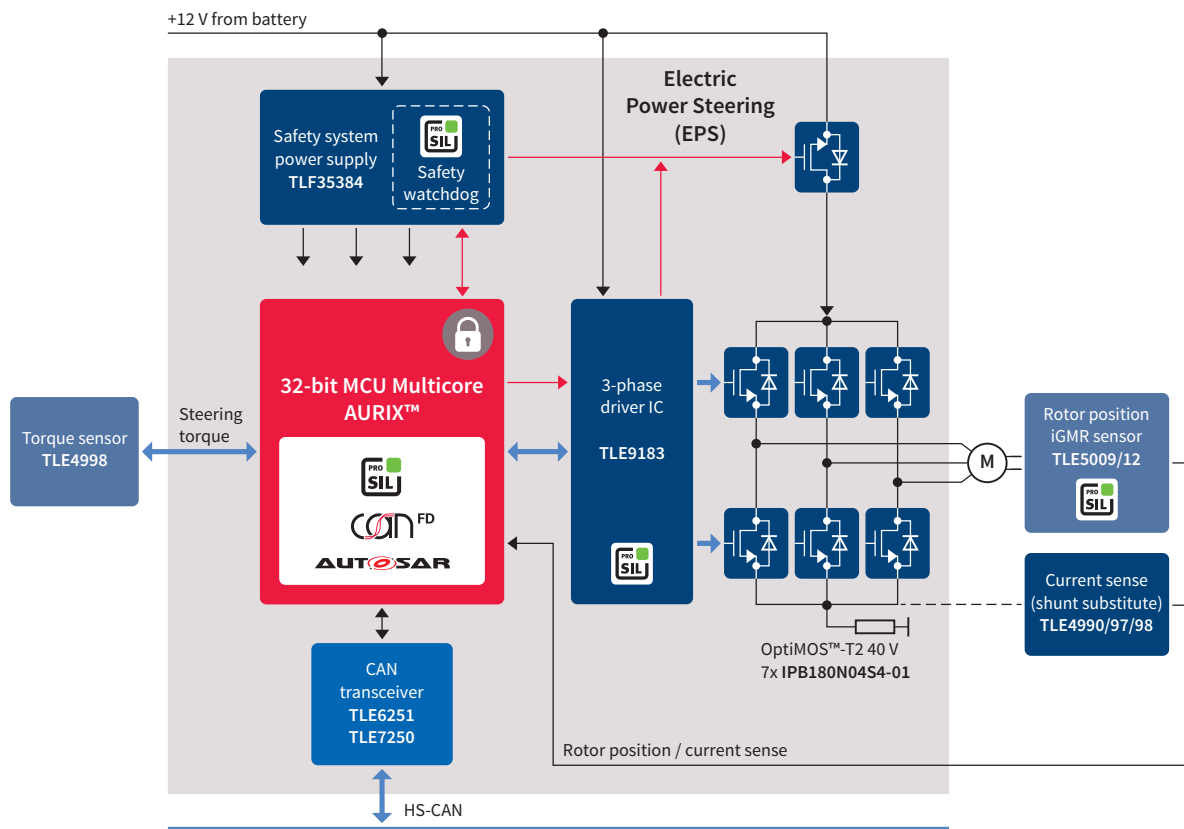 +12 V from battery
Electric
Power Steering
(EPS)
Safety system
power supply
TLF35384
PRO
SIL
Safety
watchdog
32-bit MCU Multicore
AURIX™
PRO
SIL
CAN FD
AUTOSAR
Steering
torque
Torque sensor
TLE4998
3-phase
driver IC
TLE9183
PRO
SIL
M
Rotor position
iGMR sensor
TLE5009/12
PRO
SIL
Current sense
(shunt substitute)
TLE4990/97/98
OptiMOS™-T2 40 V
7x IPB180N04S4-01
CAN
transceiver
TLE6251
TLE7250
Rotor position / current sense
HS-CAN